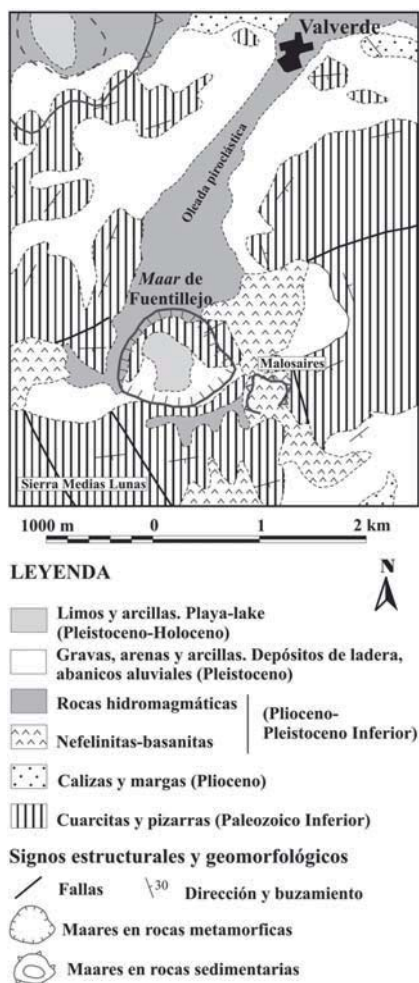 Valverde
Oleada piroclástica
Maar de
Fuentillejo
Malosaires
Sierra Medias Lunas
1000 m 0 1 2 km
LEYENDA
N
Limos y arcillas. Playa-lake
(Pleistoceno-Holoceno)
Gravas, arenas y arcillas. Depósitos de ladera,
abanicos aluviales (Pleistoceno)
Rocas hidromagmáticas
(Plioceno-
Pleistoceno Inferior)
Nefelinitas-basanitas
Calizas y margas (Plioceno)
Cuarcitas y pizarras (Paleozoico Inferior)
Signos estructurales y geomorfológicos
Fallas 30 Dirección y buzamiento
Maares en rocas metamorficas
Maares en rocas sedimentarias